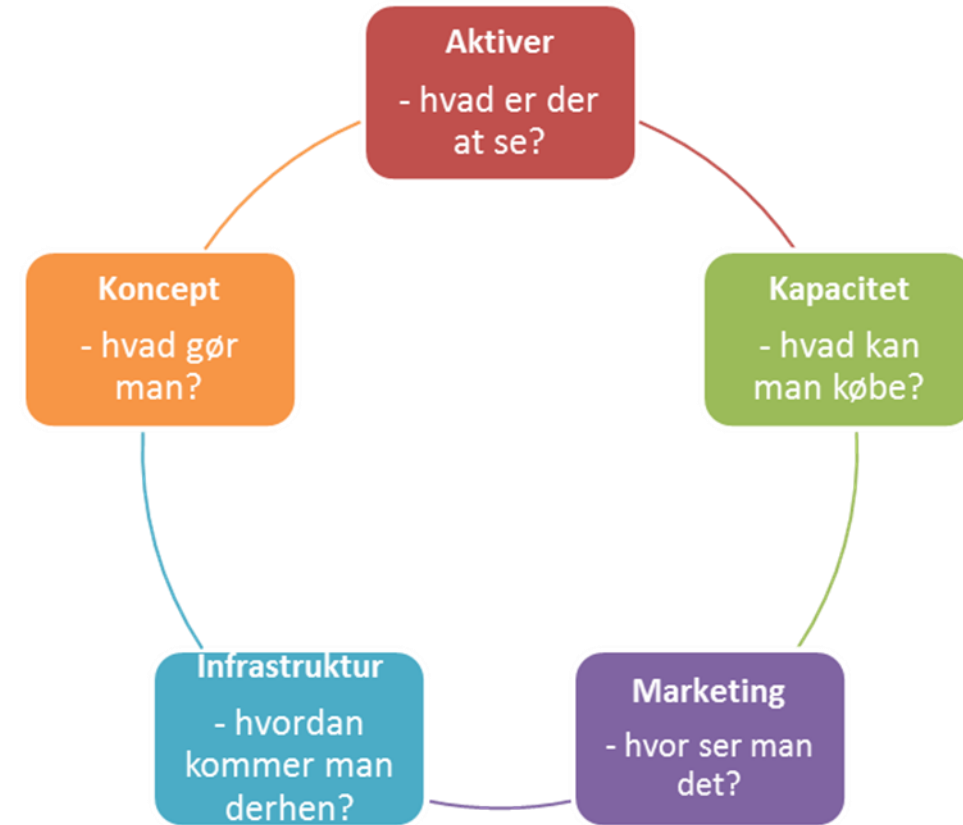 Aktiver
- hvad er der
at se?
Kapacitet
- hvad kan
man købe?
Marketing
- hvor ser man
det?
Infrastruktur
- hvordan
kommer man
derhen?
Koncept
- hvad gør
man?